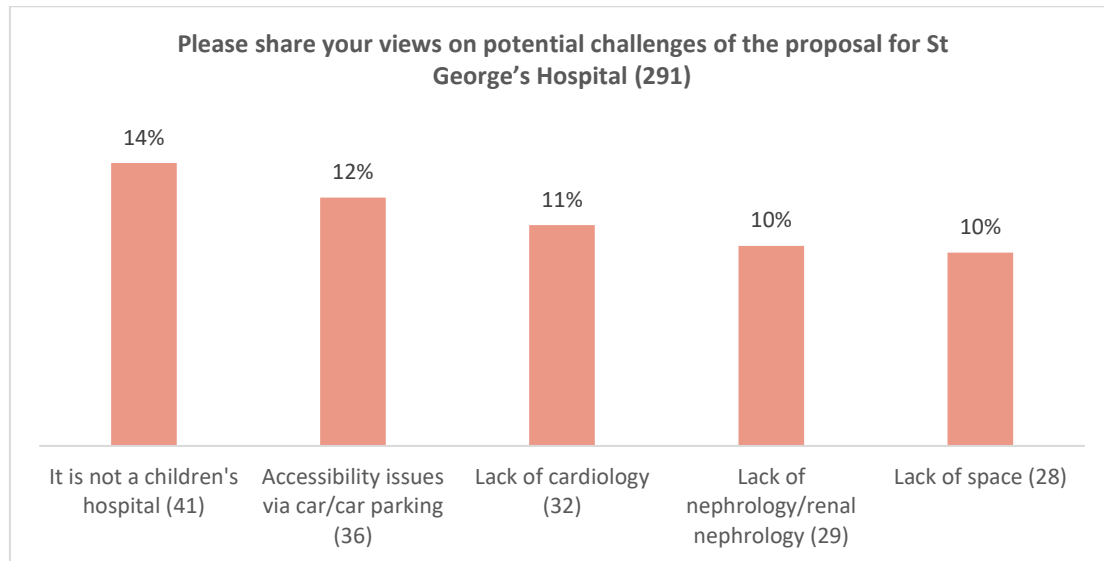 Please share your views on potential challenges of the proposal for St
George’s Hospital (291)
14%
12%
11%
10%
10%
It is not a children's
hospital (41)
Accessibility issues
via car/car parking
(36)
Lack of cardiology
(32)
Lack of
nephrology/renal
nephrology (29)
Lack of space (28)